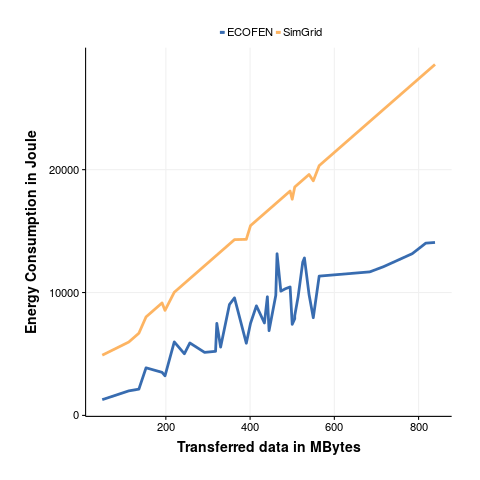 ECOFEN SimGrid
Energy Consumption in Joule
20000
10000
0
200 400 600 800
Transferred data in MBytes